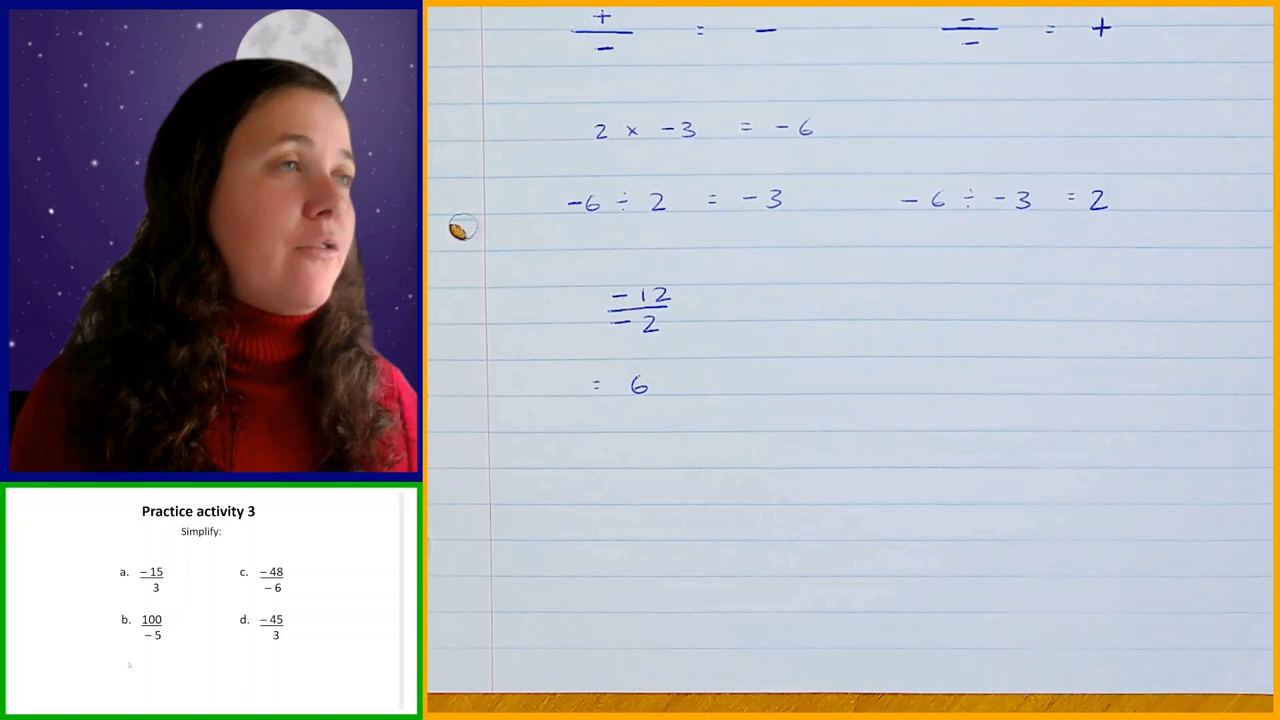 +/- = - -/- = +
2 × -3 = -6
-6 ÷ 2 = -3 -6 ÷ -3 = 2
-12
-2
= 6
Practice activity 3
Simplify:
a. -15/3 c. -48/-6
b. 100/-5 d. -45/3